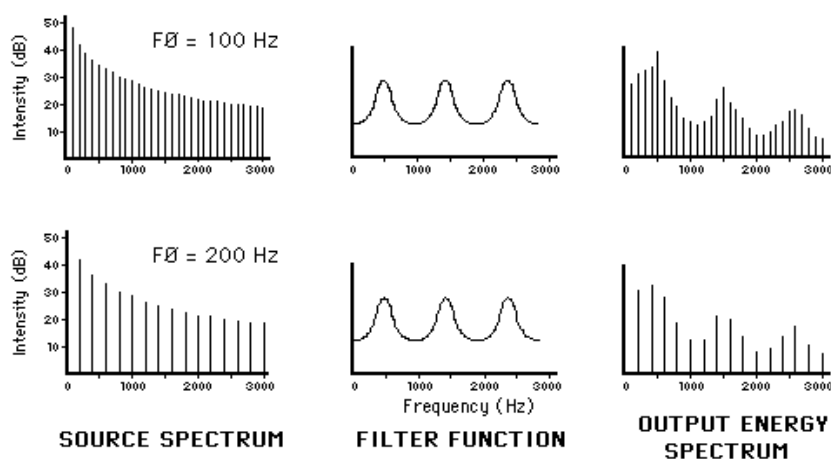 Intensity (dB)
50
40
30
20
10
FØ = 100 Hz
0 1000 2000 3000
0 1000 2000 3000
0 1000 2000 3000
Intensity (dB)
50
40
30
20
10
FØ = 200 Hz
0 1000 2000 3000
0 1000 2000 3000
0 1000 2000 3000
Frequency (Hz)
SOURCE SPECTRUM
FILTER FUNCTION
OUTPUT ENERGY
SPECTRUM